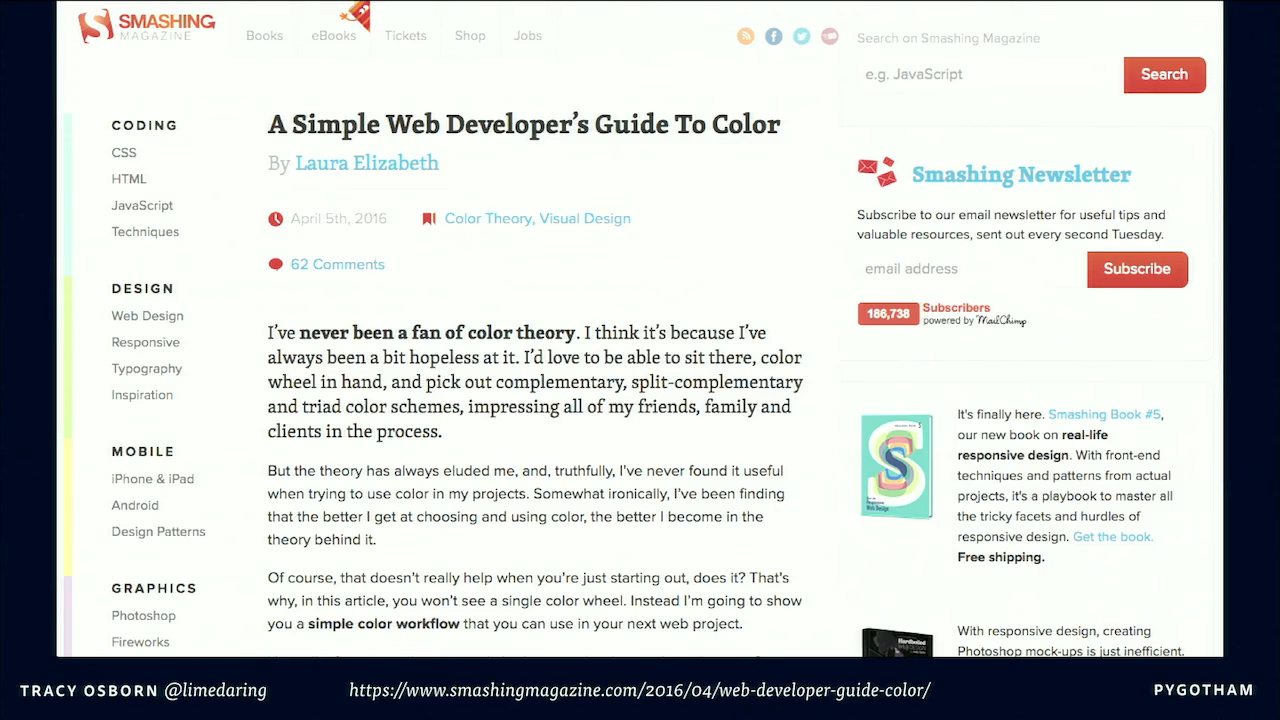 SMASHING
MAGAZINE
Books
eBooks
Tickets
Shop
Jobs
Search on Smashing Magazine
e.g. JavaScript
Search
CODING
CSS
HTML
JavaScript
Techniques
DESIGN
Web Design
Responsive
Typography
Inspiration
MOBILE
iPhone & iPad
Android
Design Patterns
GRAPHICS
Photoshop
Fireworks
A Simple Web Developer's Guide To Color
By Laura Elizabeth
April 5th, 2016
Color Theory, Visual Design
62 Comments
I've never been a fan of color theory. I think it's because I've
always been a bit hopeless at it. I'd love to be able to sit there, color
wheel in hand, and pick out complementary, split-complementary
and triad color schemes, impressing all of my friends, family and
clients in the process.
But the theory has always eluded me, and, truthfully, I've never found it useful
when trying to use color in my projects. Somewhat ironically, I've been finding
that the better I get at choosing and using color, the better I become in the
theory behind it.
Of course, that doesn't really help when you're just starting out, does it? That's
why, in this article, you won't see a single color wheel. Instead I'm going to show
you a simple color workflow that you can use in your next web project.
Smashing Newsletter
Subscribe to our email newsletter for useful tips and
valuable resources, sent out every second Tuesday.
email address
Subscribe
186,738
Subscribers
powered by MailChimp
It's finally here. Smashing Book #5,
our new book on real-life
responsive design. With front-end
techniques and patterns from actual
projects, it's a playbook to master all
the tricky facets and hurdles of
responsive design. Get the book.
Free shipping.
Hardboiled
With responsive design, creating
Photoshop mock-ups is just inefficient.
TRACY OSBORN @limedaring
https://www.smashingmagazine.com/2016/04/web-developer-guide-color/
PYGOTHAM